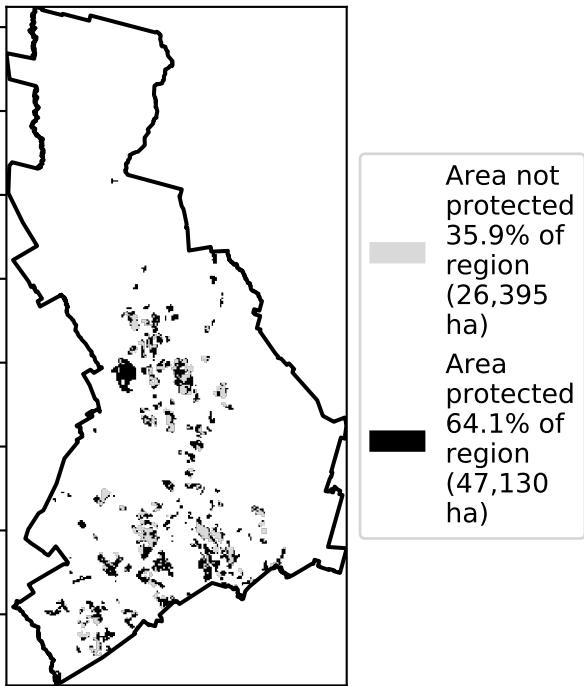 Area not
protected
35.9% of
region
(26,395
ha)
Area
protected
64.1% of
region
(47,130
ha)